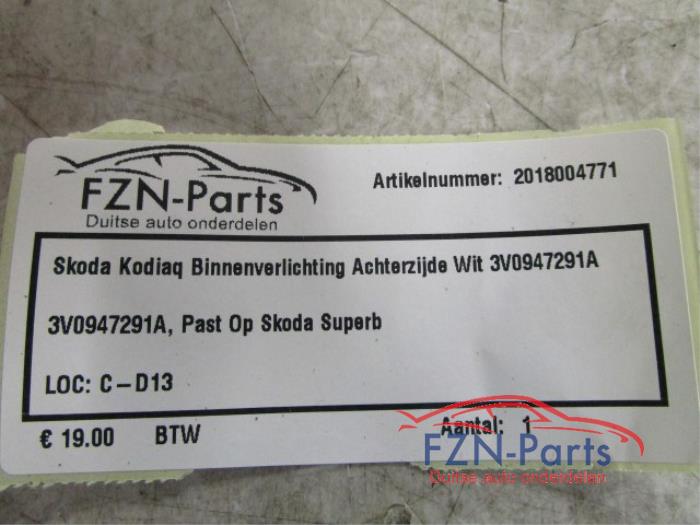 FZN-Parts
Duitse auto onderdelen
Artikelnummer: 2018004771
Skoda Kodiaq Binnenverlichting Achterzijde Wit 3V0947291A
3V0947291A, Past Op Skoda Superb
LOC: C-D13
€ 19.00 BTW
Aantal: 1
FZN-Parts
Duitse auto onderdelen